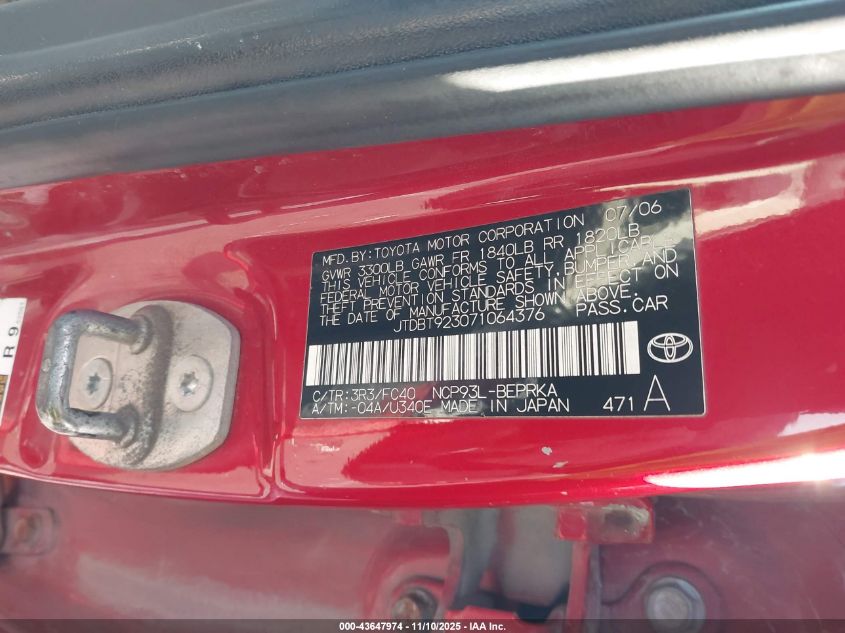 MFD.BY:TOYOTA MOTOR CORPORATION 07/06
GVWR 3300LB GAWR FR 1840LB RR 1820LB
THIS VEHICLE CONFORMS TO ALL APPLICABLE
FEDERAL MOTOR VEHICLE SAFETY,BUMPER,AND
THEFT PREVENTION STANDARDS IN EFFECT ON
THE DATE OF MANUFACTURE SHOWN ABOVE.
JTDBT923071064376 PASS.CAR
C/TR:3R3/FC40 NCP93L-BEPRKA
A/TM:-04A/U340E MADE IN JAPAN 471 A
R 9
000-43647974 - 11/10/2025 - IAA Inc.